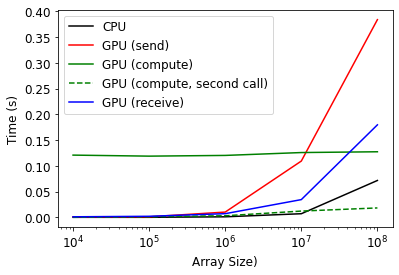 0.40
0.35
0.30
0.25
0.20
0.15
0.10
0.05
0.00
Time (s)
CPU
GPU (send)
GPU (compute)
GPU (compute, second call)
GPU (receive)
10⁴ 10⁵ 10⁶ 10⁷ 10⁸
Array Size)